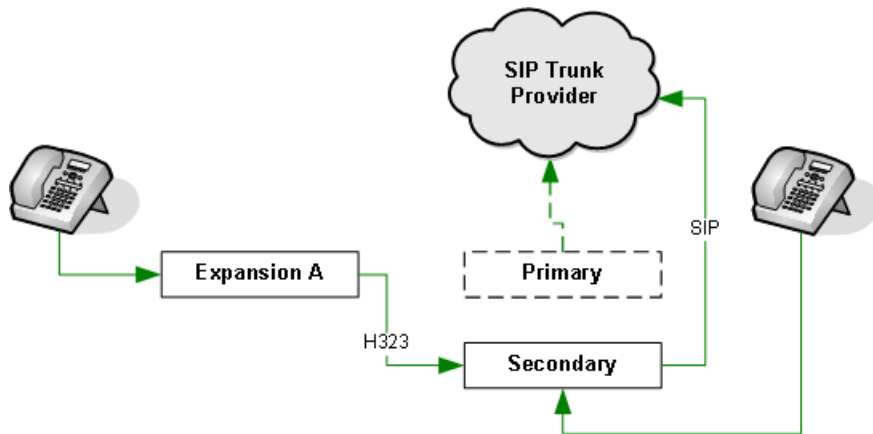 SIP Trunk
Provider
SIP
Expansion A
Primary
H323
Secondary